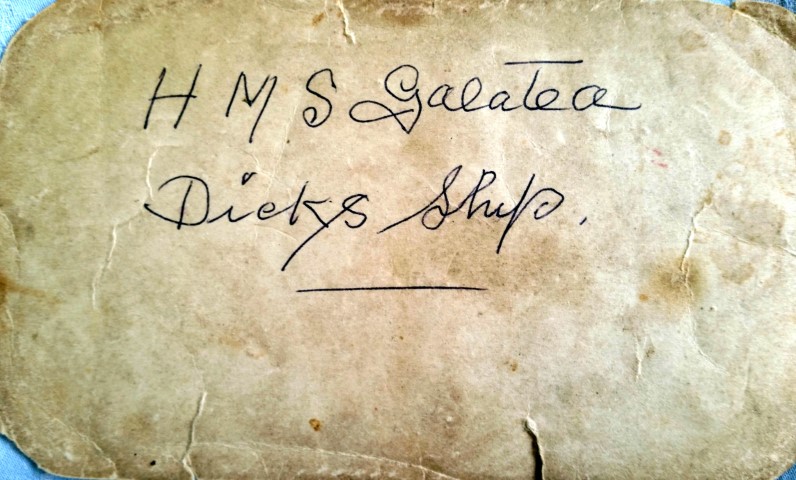 H M S Galatea
Dicks Ship.